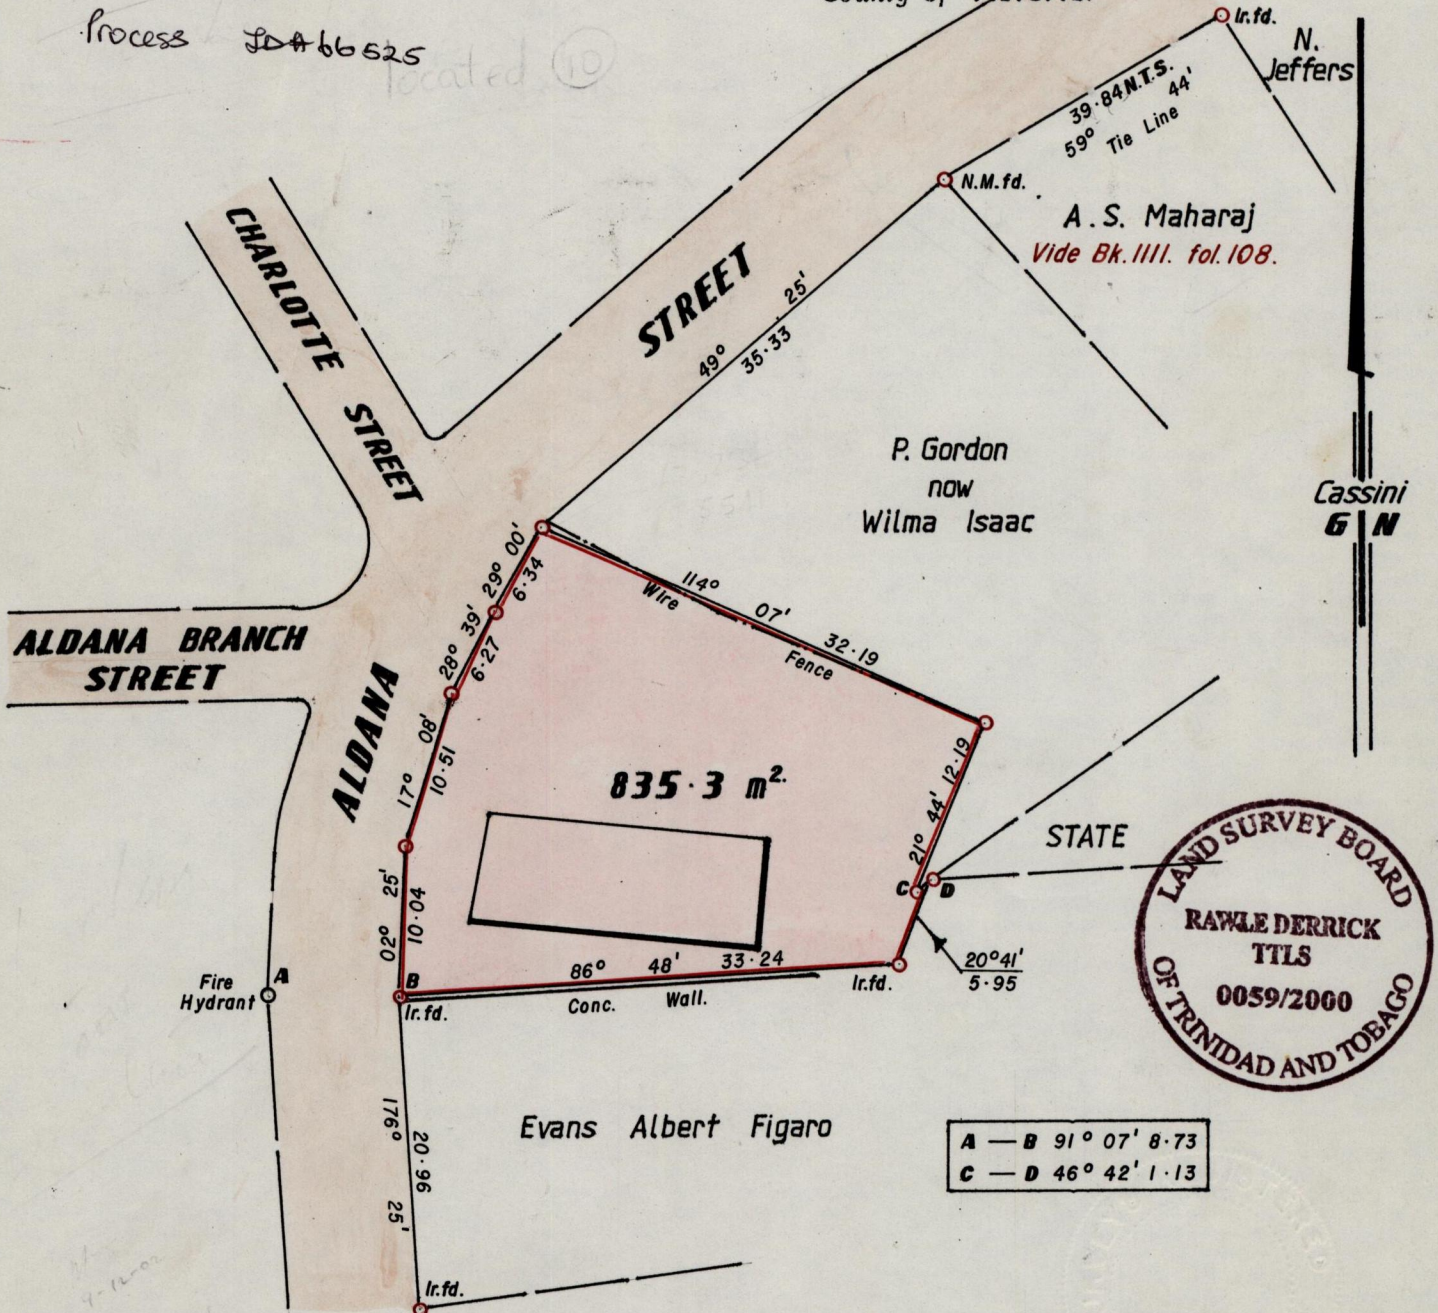 Process JDA66525
located 10
Ir.fd.
N.
Jeffers
39·84 N.T.S.
59° 44'
Tie Line
N.M.fd.
A.S. Maharaj
Vide Bk.1111. fol.108.
CHARLOTTE STREET
STREET
49° 25'
35·33
P. Gordon
now
Wilma Isaac
Cassini
G N
29° 00'
6·34
114° 07' 32·19
Wire Fence
28° 39'
6·27
ALDANA BRANCH
STREET
ALDANA
17° 08'
10·51
835·3 m².
21° 44' 12·19
STATE
C D
02° 25'
10·04
86° 48' 33·24
Conc. Wall.
Ir.fd.
20°41'
5·95
Fire
Hydrant
A
B
Ir.fd.
LAND SURVEY BOARD
RAWLE DERRICK
TTLS
0059/2000
OF TRINIDAD AND TOBAGO
176° 25'
20·96
Evans Albert Figaro
A — B 91° 07' 8·73
C — D 46° 42' 1·13
Ir.fd.